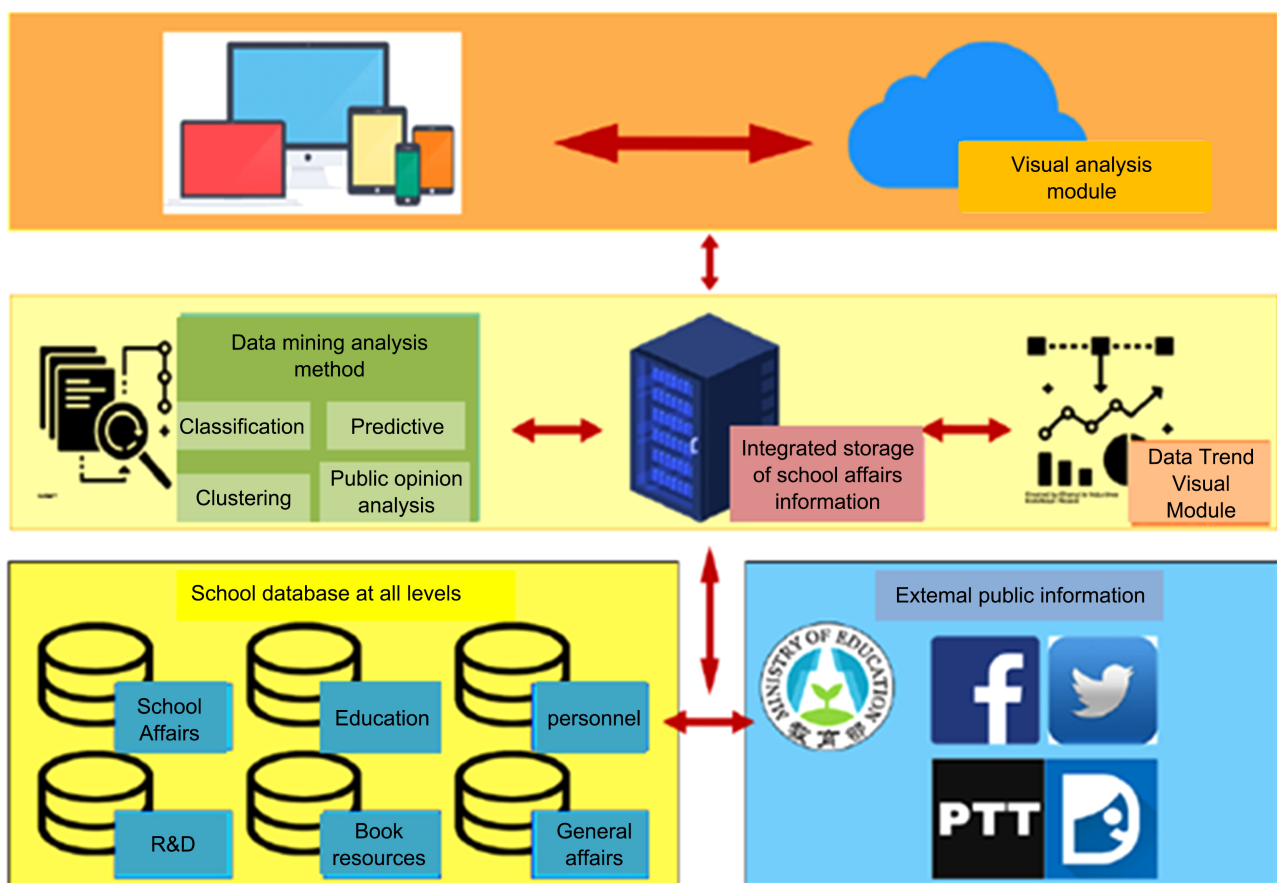 Visual analysis
module
Data mining analysis
method
Classification
Predictive
Clustering
Public opinion
analysis
Integrated storage
of school affairs
information
Data Trend
Visual
Module
School database at all levels
School
Affairs
Education
personnel
R&D
Book
resources
General
affairs
Extemal public information
MINISTRY OF EDUCATION
教育部
f
PTT